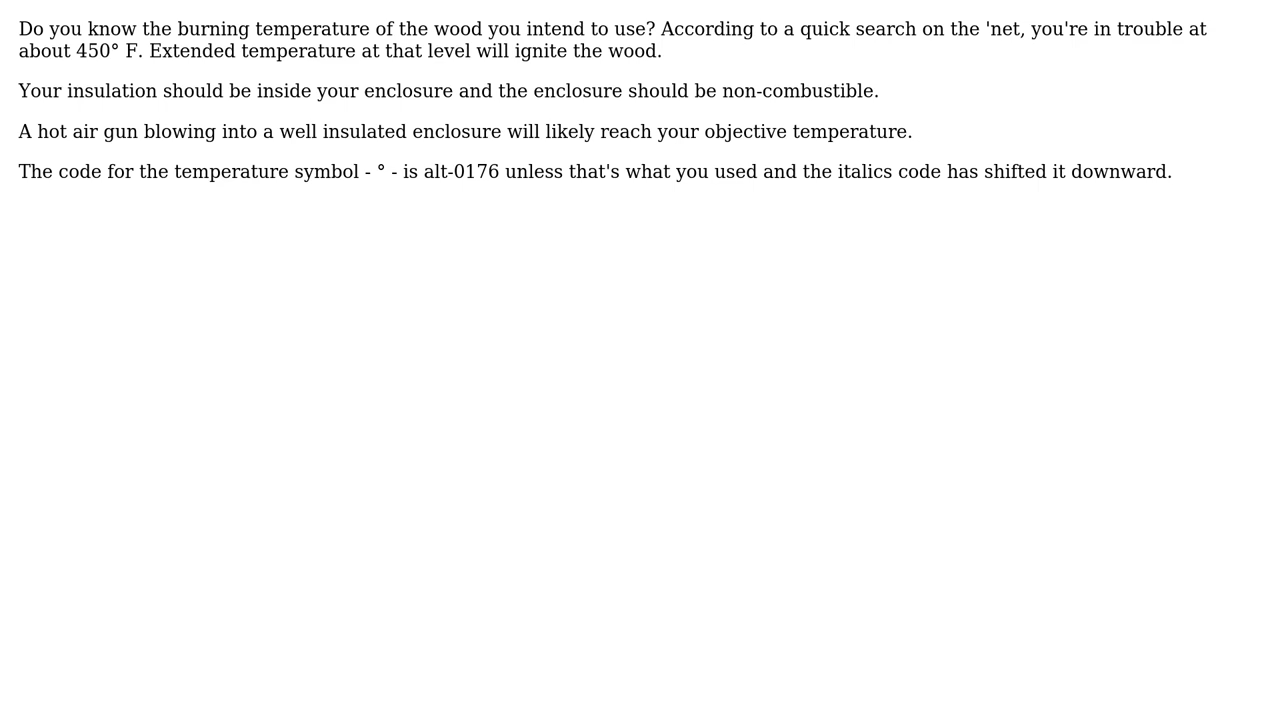 Do you know the burning temperature of the wood you intend to use? According to a quick search on the 'net, you're in trouble at
about 450° F. Extended temperature at that level will ignite the wood.
Your insulation should be inside your enclosure and the enclosure should be non-combustible.
A hot air gun blowing into a well insulated enclosure will likely reach your objective temperature.
The code for the temperature symbol - ° - is alt-0176 unless that's what you used and the italics code has shifted it downward.